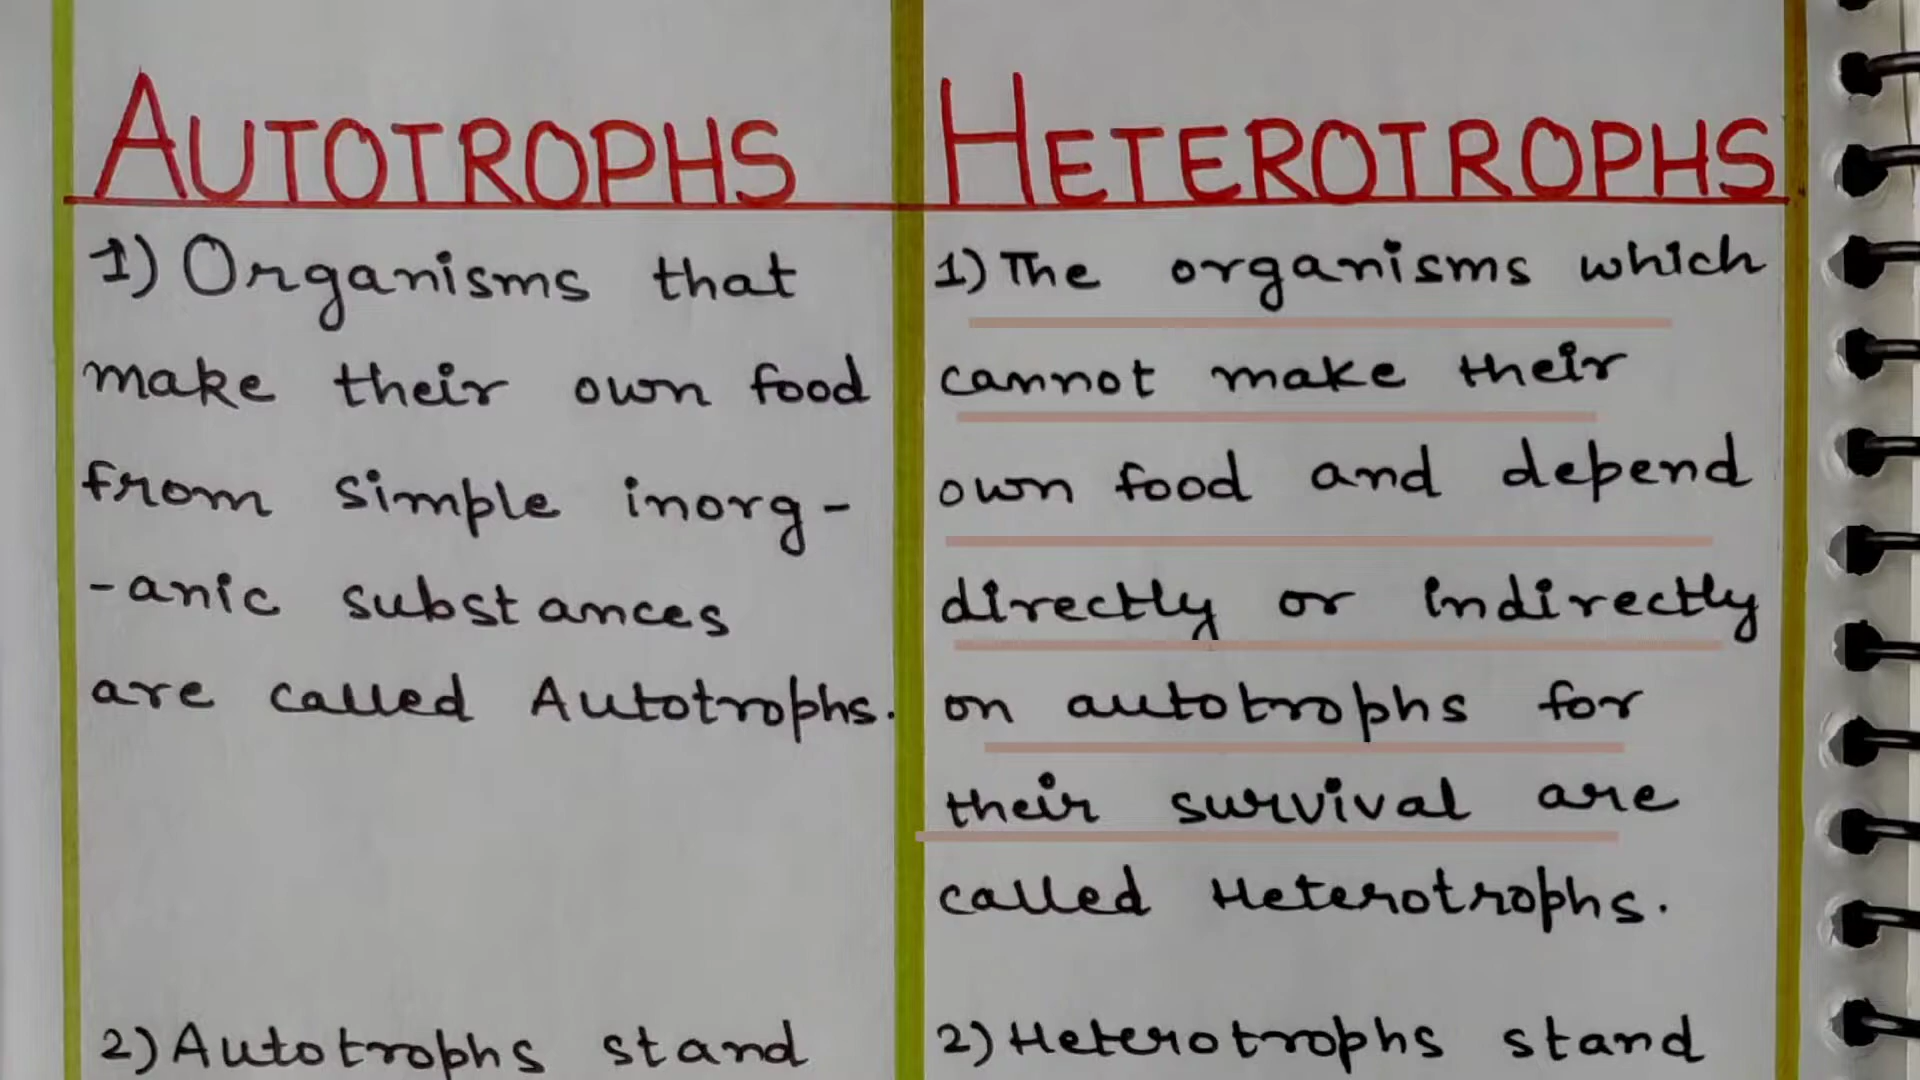 AUTOTROPHS
1) Organisms that
make their own food
from simple inorg-
-anic substances
are called Autotrophs.
2) Autotrophs stand
HETEROTROPHS
1) The organisms which
cannot make their
own food and depend
directly or indirectly
on autotrophs for
their survival are
called Heterotrophs.
2) Heterotrophs stand